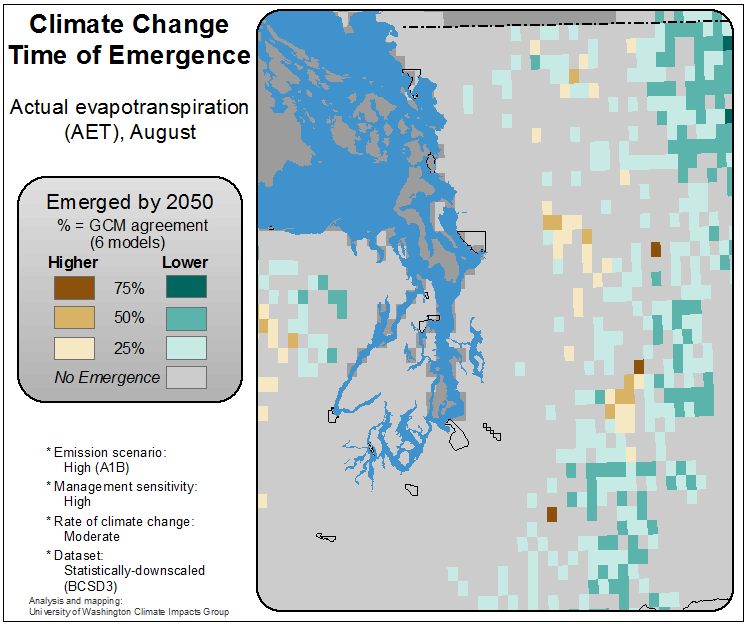 Climate Change
Time of Emergence
Actual evapotranspiration
(AET), August
Emerged by 2050
% = GCM agreement
(6 models)
Higher Lower
75%
50%
25%
No Emergence
* Emission scenario:
High (A1B)
* Management sensitivity:
High
* Rate of climate change:
Moderate
* Dataset:
Statistically-downscaled
(BCSD3)
Analysis and mapping:
University of Washington Climate Impacts Group